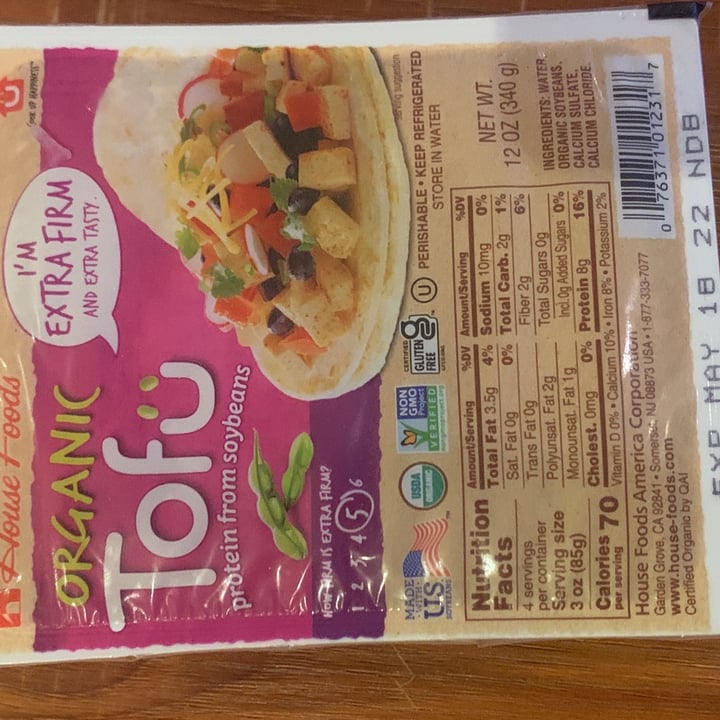 House Foods
I'M
EXTRA FIRM
AND EXTRA TASTY.
ORGANIC
Tofu
protein from soybeans
HOW FIRM IS EXTRA FIRM?
1 2 3 4 5 6
serving suggestion
PERISHABLE • KEEP REFRIGERATED
STORE IN WATER
NET WT.
12 OZ (340 g)
MADE
WITH
US
SOYBEANS
USDA
ORGANIC
NON
GMO
Project
VERIFIED
nongmoproject.org
CERTIFIED
GLUTEN
FREE
U
Nutrition
Facts
4 servings
per container
Serving size
3 oz (85g)
Calories 70
per serving
Amount/Serving %DV
Total Fat 3.5g 4%
Sat. Fat 0g 0%
Trans Fat 0g
Polyunsat. Fat 2g
Monounsat. Fat 1g
Cholest. 0mg 0%
Amount/Serving %DV
Sodium 10mg 0%
Total Carb. 2g 1%
Fiber 2g 6%
Total Sugars 0g
Incl.0g Added Sugars 0%
Protein 8g 16%
Vitamin D 0% • Calcium 10% • Iron 8% • Potassium 2%
INGREDIENTS: WATER,
ORGANIC SOYBEANS,
CALCIUM SULFATE,
CALCIUM CHLORIDE.
House Foods America Corporation
Garden Grove, CA 92841 • Somerset, NJ 08873 USA • 1-877-333-7077
www.house-foods.com
Certified Organic by QAI
0 76371 01231 7
EXP MAY 18 22 NDB